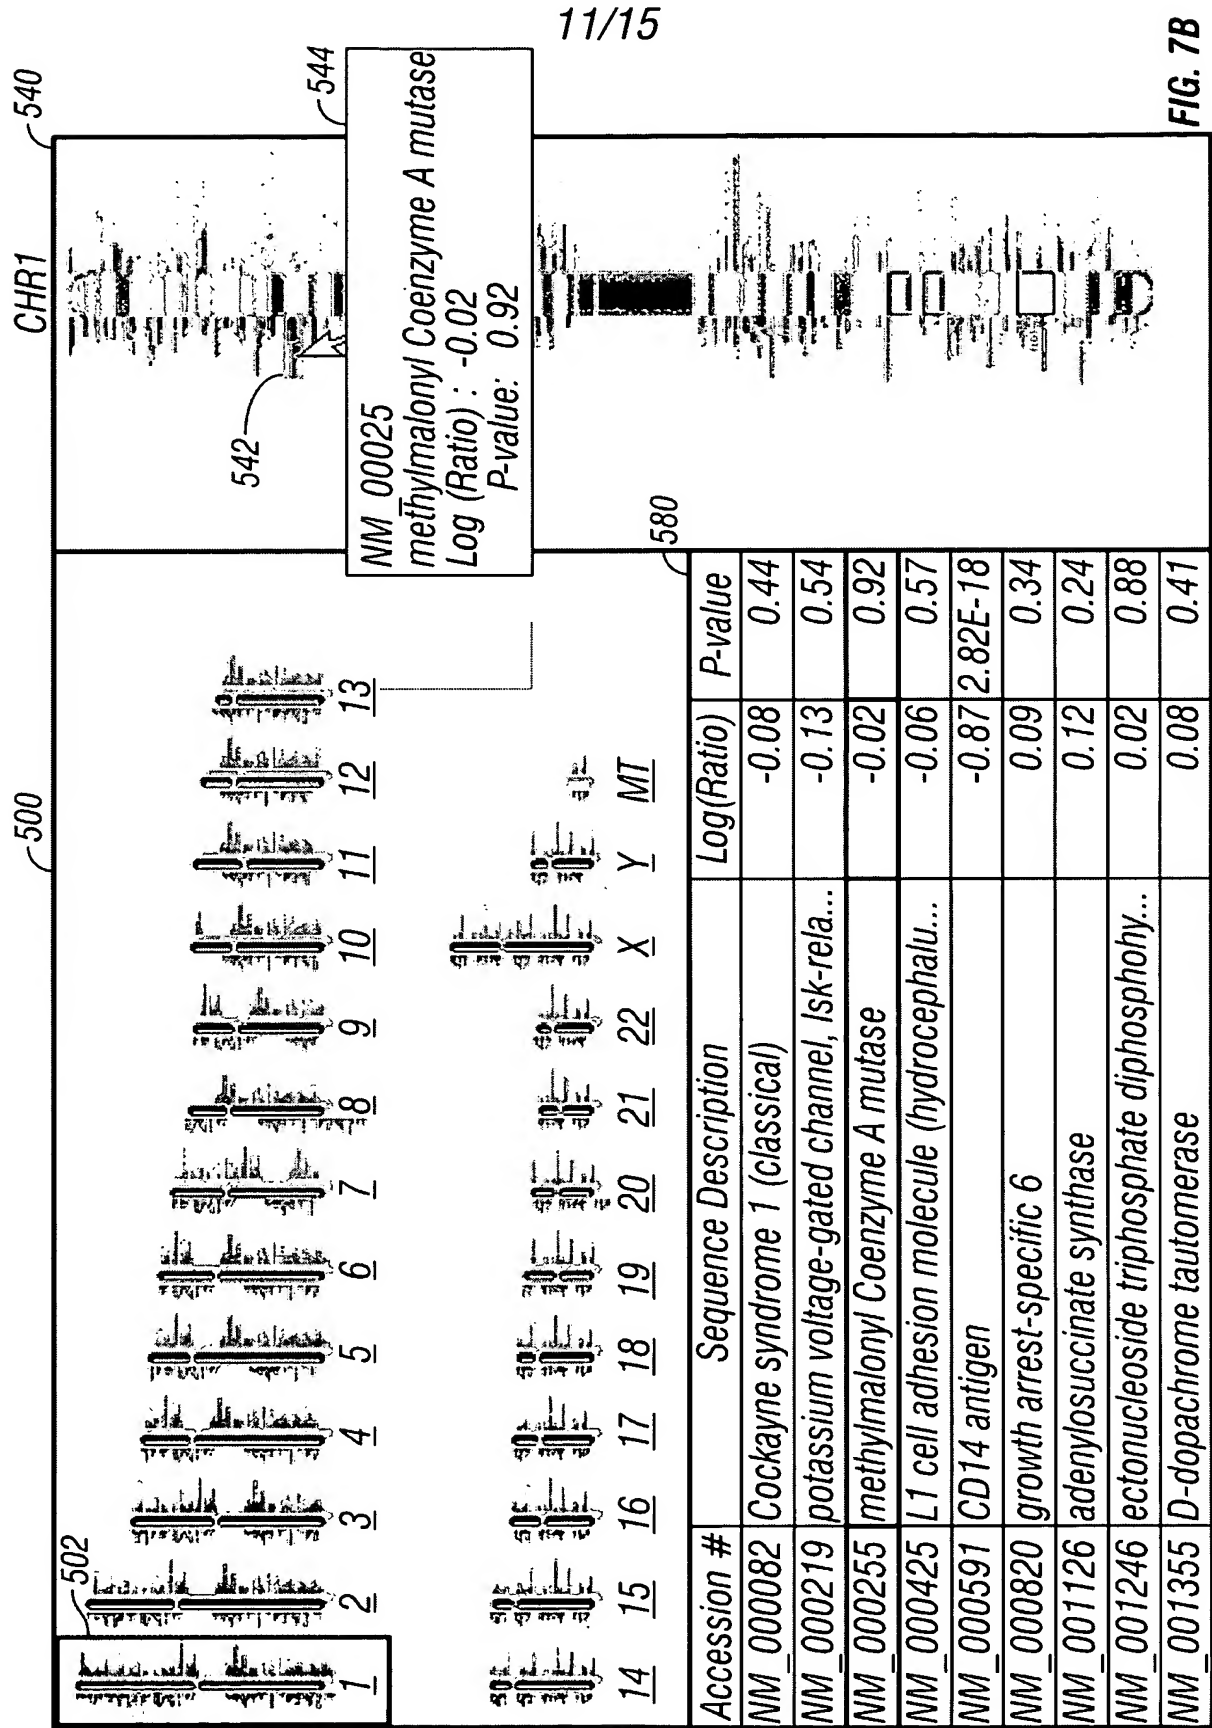 11/15
500
540
CHR1
502
542
544
NM_00025
methylmalonyl Coenzyme A mutase
Log (Ratio) : -0.02
P-value: 0.92
1 2 3 4 5 6 7 8 9 10 11 12 13
14 15 16 17 18 19 20 21 22 X Y MT
580
Accession # Sequence Description Log(Ratio) P-value
NM_000082 Cockayne syndrome 1 (classical) -0.08 0.44
NM_000219 potassium voltage-gated channel, Isk-rela... -0.13 0.54
NM_000255 methylmalonyl Coenzyme A mutase -0.02 0.92
NM_000425 L1 cell adhesion molecule (hydrocephalu... -0.06 0.57
NM_000591 CD14 antigen -0.87 2.82E-18
NM_000820 growth arrest-specific 6 0.09 0.34
NM_001126 adenylosuccinate synthase 0.12 0.24
NM_001246 ectonucleoside triphosphate diphosphohy... 0.02 0.88
NM_001355 D-dopachrome tautomerase 0.08 0.41
FIG. 7B